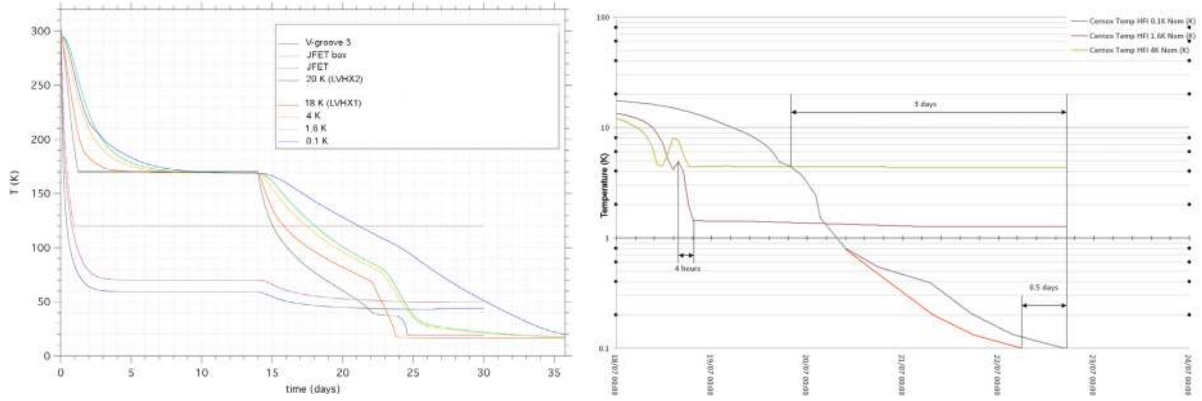 300
250
200
150
100
50
0
T (K)
V-groove 3
JFET box
JFET
20 K (LVHX2)
18 K (LVHX1)
4 K
1.6 K
0.1 K
0
5
10
15
20
25
30
35
time (days)
100
10
1
0.1
Temperature (K)
Cernox Temp HFI 0.1K Nom (K)
Cernox Temp HFI 1.6K Nom (K)
Cernox Temp HFI 4K Nom (K)
3 days
4 hours
0.5 days
18/07 00:00
19/07 00:00
20/07 00:00
21/07 00:00
22/07 00:00
23/07 00:00
24/07 00:00